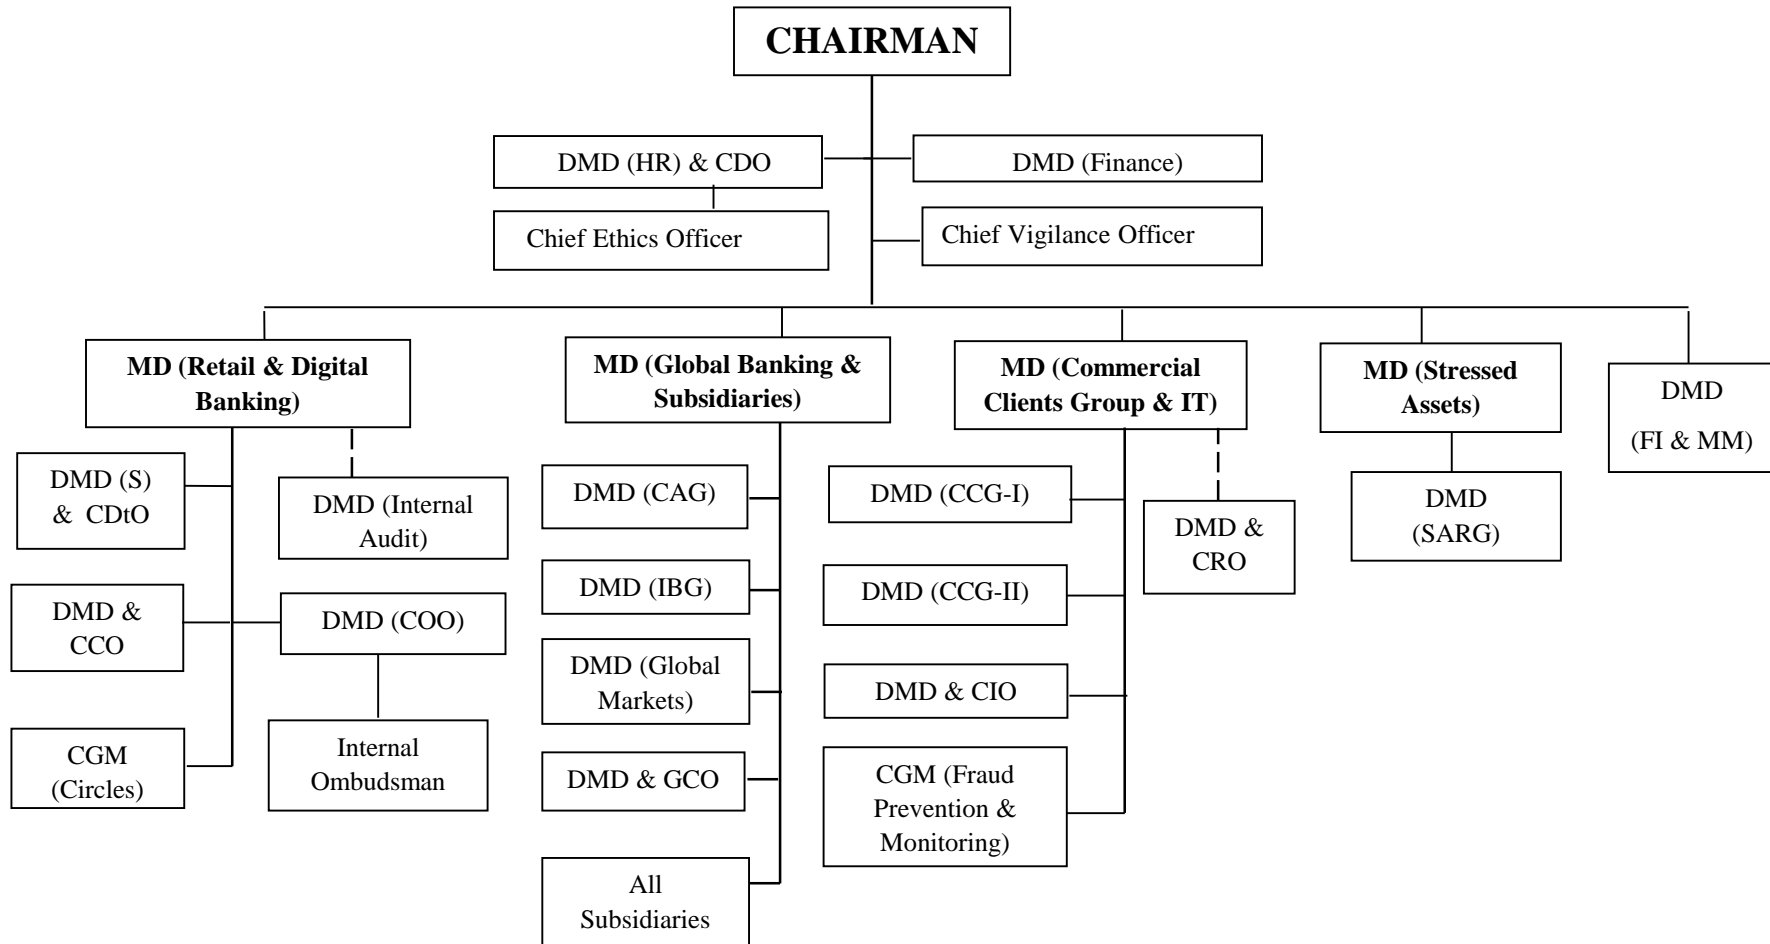 CHAIRMAN
DMD (HR) & CDO
DMD (Finance)
Chief Ethics Officer
Chief Vigilance Officer
MD (Retail & Digital
Banking)
MD (Global Banking &
Subsidiaries)
MD (Commercial
Clients Group & IT)
MD (Stressed
Assets)
DMD
(FI & MM)
DMD (S)
& CDtO
DMD (Internal
Audit)
DMD &
CCO
DMD (COO)
CGM
(Circles)
Internal
Ombudsman
DMD (CAG)
DMD (IBG)
DMD (Global
Markets)
DMD & GCO
All
Subsidiaries
DMD (CCG-I)
DMD &
CRO
DMD (CCG-II)
DMD & CIO
CGM (Fraud
Prevention &
Monitoring)
DMD
(SARG)